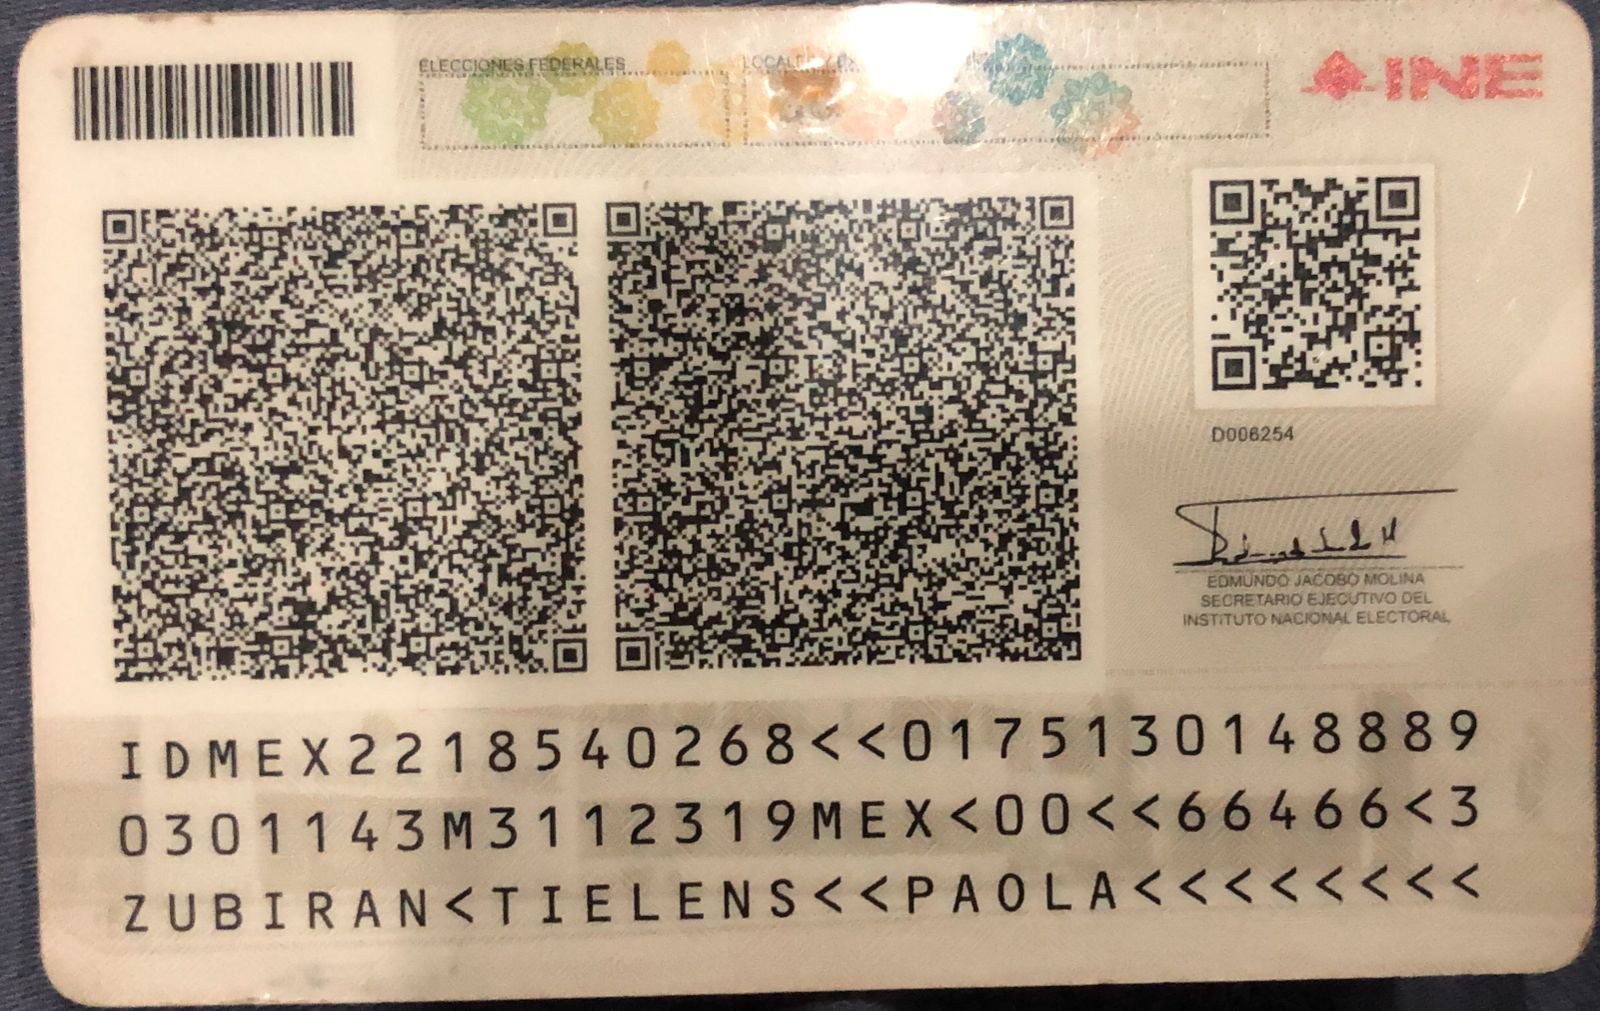 ELECCIONES FEDERALES
INE
D006254
EDMUNDO JACOBO MOLINA
SECRETARIO EJECUTIVO DEL
INSTITUTO NACIONAL ELECTORAL
IDMEX2218540268<<0175130148889
0301143M3112319MEX<00<<66466<3
ZUBIRAN<TIELENS<<PAOLA<<<<<<<<